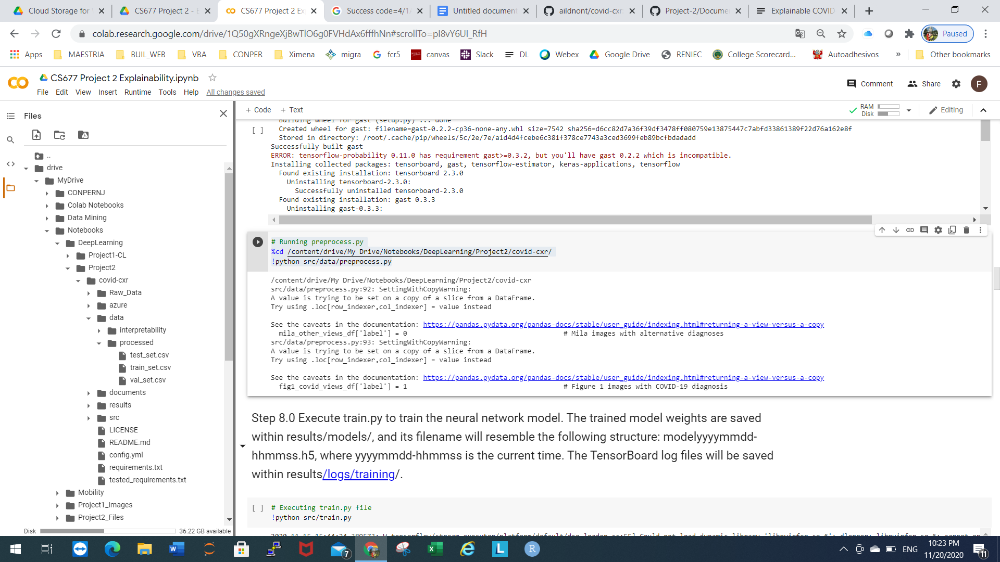 Cloud Storage for
CS677 Project 2 - E
CS677 Project 2 Ex
Success code=4/1
Untitled document
aildnont/covid-cxr
Project-2/Docume
Explainable COVID
colab.research.google.com/drive/1Q50gXRngeXjBwTlO6g0FVHdAx6fffhNn#scrollTo=pI8vY6UI_RfH
Paused
Apps
MAESTRIA
BUIL_WEB
VBA
CONPER
Ximena
migra
fcr5
canvas
Slack
DL
Webex
Google Drive
RENIEC
College Scorecard...
Autoadhesivos
»
Other bookmarks
CS677 Project 2 Explainability.ipynb
Comment
Share
F
File Edit View Insert Runtime Tools Help All changes saved
Files
+ Code + Text
RAM
Disk
Editing
..
drive
MyDrive
CONPERNJ
Colab Notebooks
Data Mining
Notebooks
DeepLearning
Project1-CL
Project2
covid-cxr
Raw_Data
azure
data
interpretability
processed
test_set.csv
train_set.csv
val_set.csv
documents
results
src
LICENSE
README.md
config.yml
requirements.txt
tested_requirements.txt
Mobility
Project1_Images
Project2_Files
Disk 36.22 GB available
Building wheel for gast (setup.py) ... done
[ ] Created wheel for gast: filename=gast-0.2.2-cp36-none-any.whl size=7542 sha256=d6cc82d7a36f39df3478ff080759e13875447c7abfd33861389f22d76a162e8f
Stored in directory: /root/.cache/pip/wheels/5c/2e/7e/a1d4d4fcebe6c381f378ce7743a3ced3699feb89bcfbdadadd
Successfully built gast
ERROR: tensorflow-probability 0.11.0 has requirement gast>=0.3.2, but you'll have gast 0.2.2 which is incompatible.
Installing collected packages: tensorboard, gast, tensorflow-estimator, keras-applications, tensorflow
Found existing installation: tensorboard 2.3.0
Uninstalling tensorboard-2.3.0:
Successfully uninstalled tensorboard-2.3.0
Found existing installation: gast 0.3.3
Uninstalling gast-0.3.3:
# Running preprocess.py
%cd /content/drive/My Drive/Notebooks/DeepLearning/Project2/covid-cxr/
!python src/data/preprocess.py
/content/drive/My Drive/Notebooks/DeepLearning/Project2/covid-cxr
src/data/preprocess.py:92: SettingWithCopyWarning:
A value is trying to be set on a copy of a slice from a DataFrame.
Try using .loc[row_indexer,col_indexer] = value instead
See the caveats in the documentation: https://pandas.pydata.org/pandas-docs/stable/user_guide/indexing.html#returning-a-view-versus-a-copy
mila_other_views_df['label'] = 0 # Mila images with alternative diagnoses
src/data/preprocess.py:93: SettingWithCopyWarning:
A value is trying to be set on a copy of a slice from a DataFrame.
Try using .loc[row_indexer,col_indexer] = value instead
See the caveats in the documentation: https://pandas.pydata.org/pandas-docs/stable/user_guide/indexing.html#returning-a-view-versus-a-copy
fig1_covid_views_df['label'] = 1 # Figure 1 images with COVID-19 diagnosis
Step 8.0 Execute train.py to train the neural network model. The trained model weights are saved
within results/models/, and its filename will resemble the following structure: modelyyyymmdd-
hhmmss.h5, where yyyymmdd-hhmmss is the current time. The TensorBoard log files will be saved
within results/logs/training/.
[ ] # Executing train.py file
!python src/train.py
7
ENG
10:23 PM
11/20/2020
11